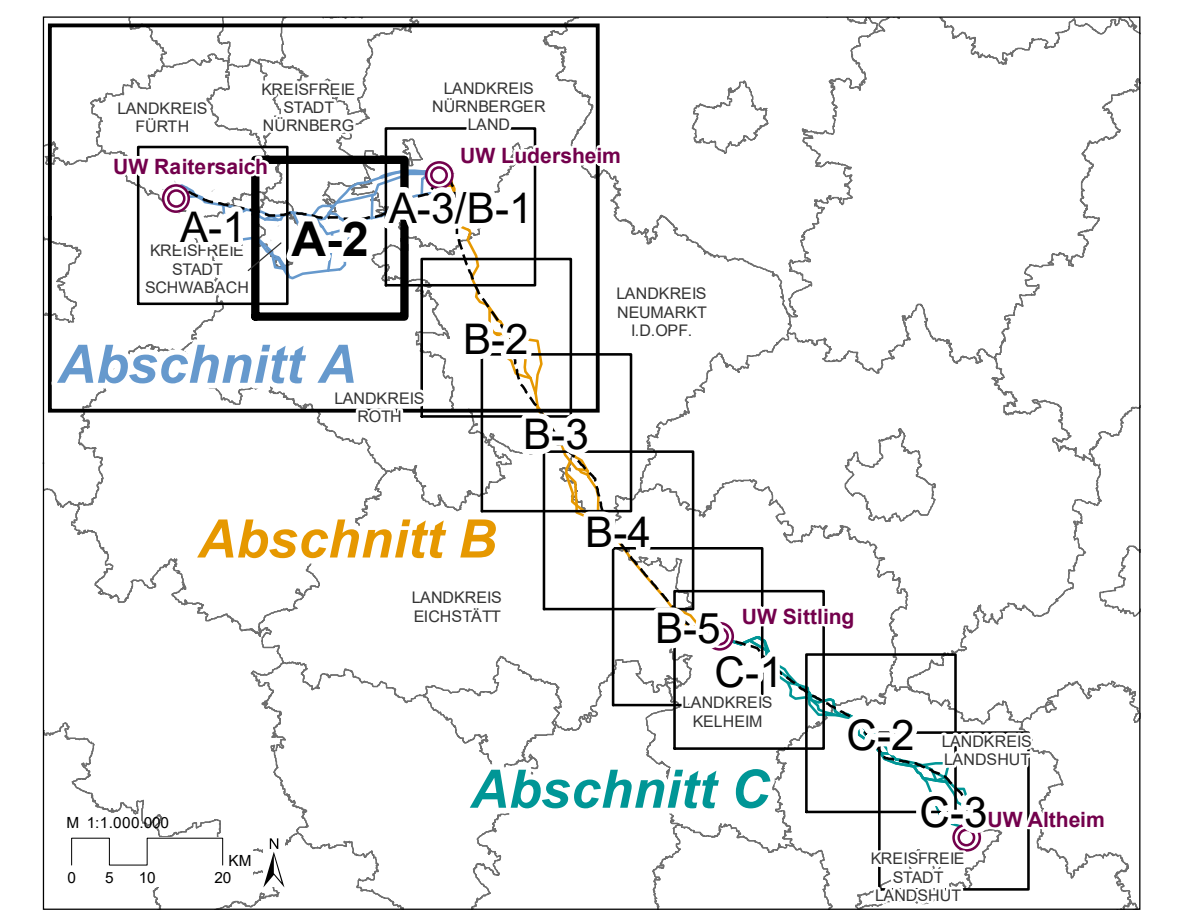 LANDKREIS
FÜRTH
KREISFREIE
STADT
NÜRNBERG
LANDKREIS
NÜRNBERGER
LAND
UW Raitersaich
UW Ludersheim
A-1
A-2
A-3/B-1
KREISFREIE
STADT
SCHWABACH
LANDKREIS
NEUMARKT
I.D.OPF.
B-2
Abschnitt A
LANDKREIS
ROTH
B-3
Abschnitt B
B-4
LANDKREIS
EICHSTÄTT
B-5
UW Sittling
C-1
LANDKREIS
KELHEIM
C-2
LANDKREIS
LANDSHUT
Abschnitt C
C-3
UW Altheim
KREISFREIE
STADT
LANDSHUT
M 1:1.000.000
N
KM
0 5 10 20